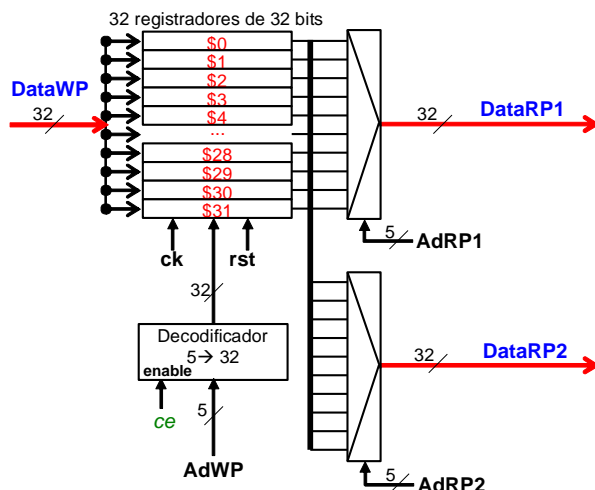 32 registradores de 32 bits
$0
$1
$2
$3
$4
...
$28
$29
$30
$31
DataWP
32
32
DataRP1
5
AdRP1
ck
rst
32
Decodificador
5→ 32
enable
ce
5
AdWP
32
DataRP2
5
AdRP2